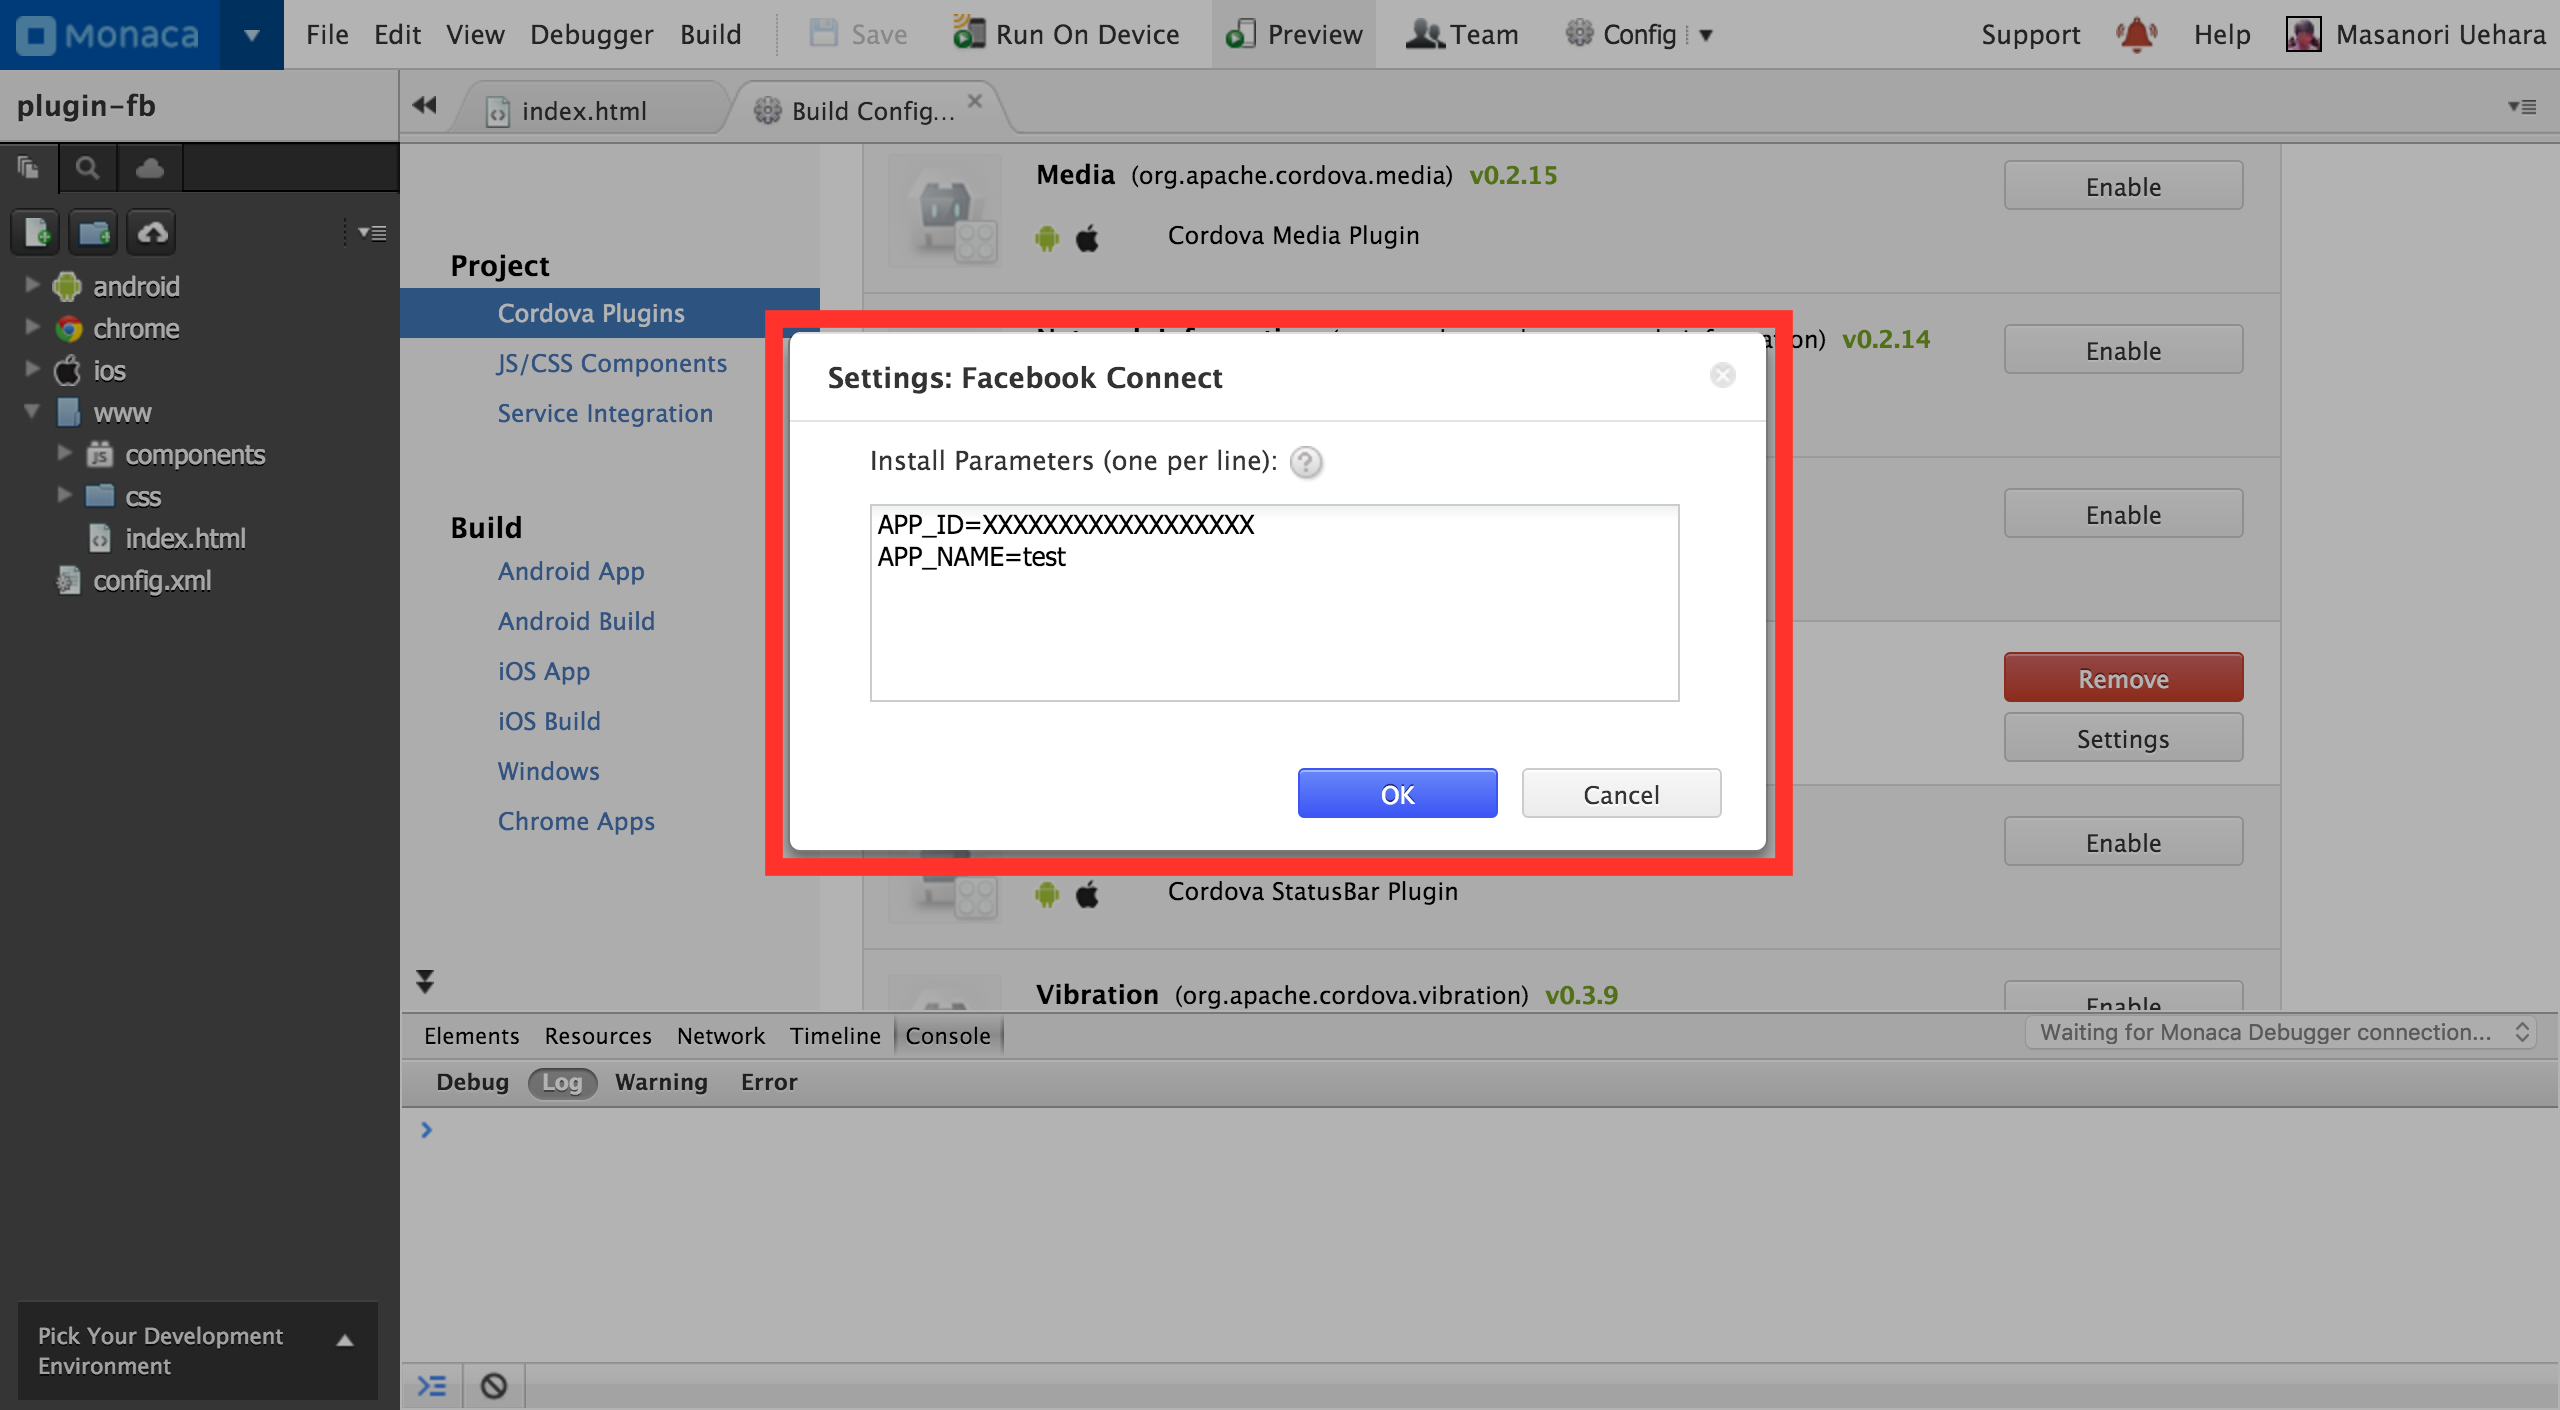 Monaca
File Edit View Debugger Build Save Run On Device Preview Team Config Support Help Masanori Uehara
plugin-fb
index.html
Build Config...
android
chrome
ios
www
components
css
index.html
config.xml
Pick Your Development
Environment
Project
Cordova Plugins
JS/CSS Components
Service Integration
Build
Android App
Android Build
iOS App
iOS Build
Windows
Chrome Apps
Media (org.apache.cordova.media) v0.2.15
Cordova Media Plugin
Enable
v0.2.14
Enable
Enable
Remove
Settings
Enable
Cordova StatusBar Plugin
Vibration (org.apache.cordova.vibration) v0.3.9
Enable
Settings: Facebook Connect
Install Parameters (one per line): ?
APP_ID=XXXXXXXXXXXXXXXXXX
APP_NAME=test
OK
Cancel
Elements Resources Network Timeline Console
Waiting for Monaca Debugger connection...
Debug Log Warning Error